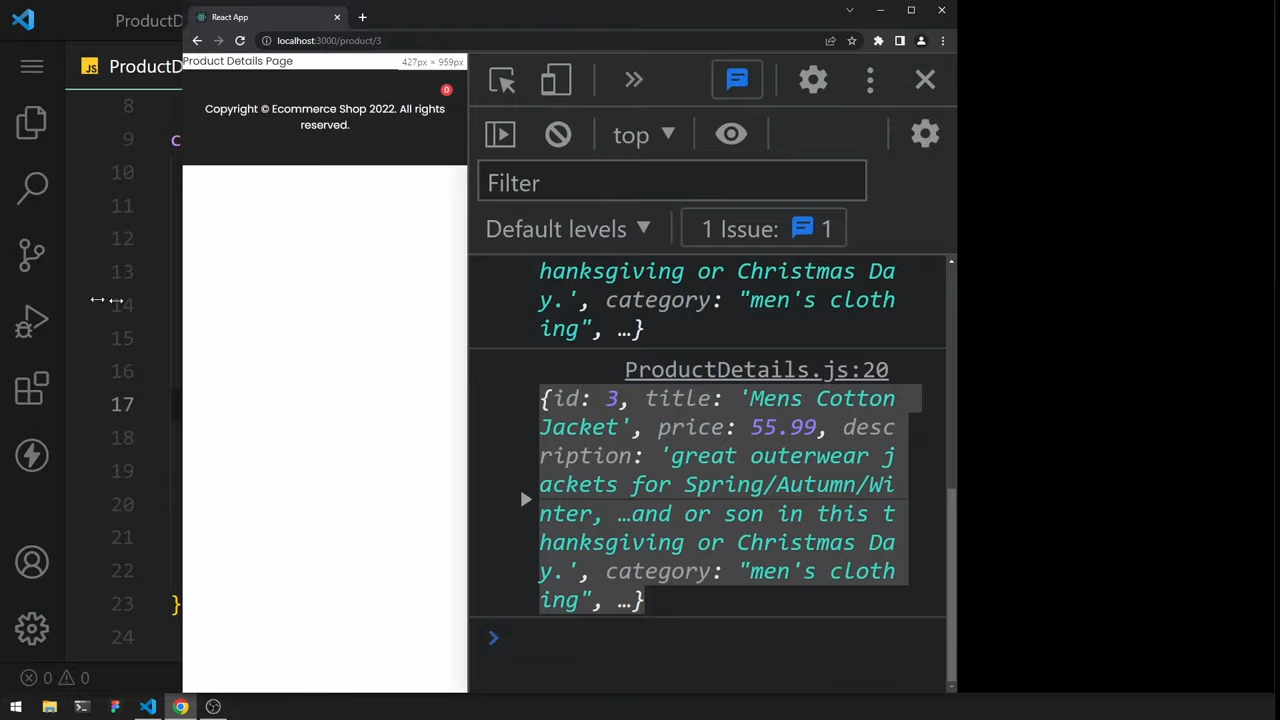 ProductD
React App
localhost:3000/product/3
JS ProductD
Product Details Page
427px × 959px
0
Copyright © Ecommerce Shop 2022. All rights
reserved.
top
Filter
Default levels
1 Issue: 1
8
9 c
10
11
12
13
14
15
16
17
18
19
20
21
22
23 }
24
hanksgiving or Christmas Da
y.', category: "men's cloth
ing", …}
ProductDetails.js:20
{id: 3, title: 'Mens Cotton
Jacket', price: 55.99, desc
ription: 'great outerwear j
ackets for Spring/Autumn/Wi
nter, …and or son in this t
hanksgiving or Christmas Da
y.', category: "men's cloth
ing", …}
0 0